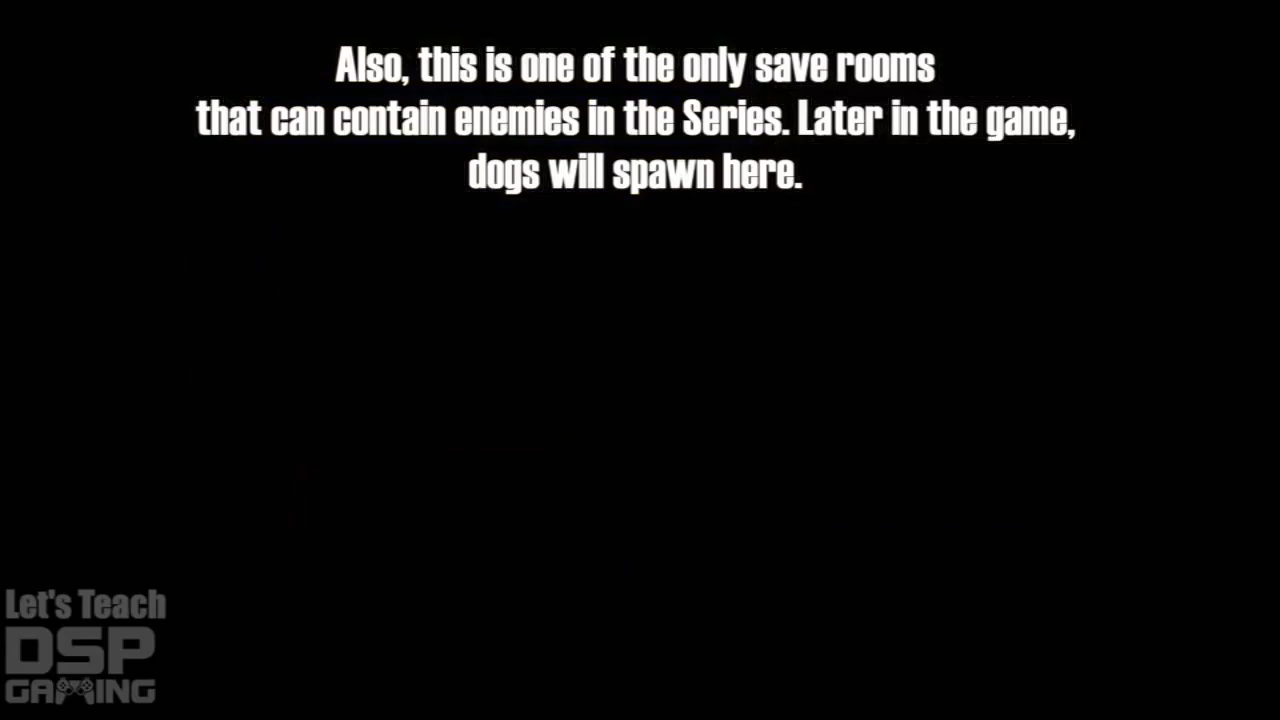 Also, this is one of the only save rooms
that can contain enemies in the Series. Later in the game,
dogs will spawn here.
Let's Teach
DSP
GAMING